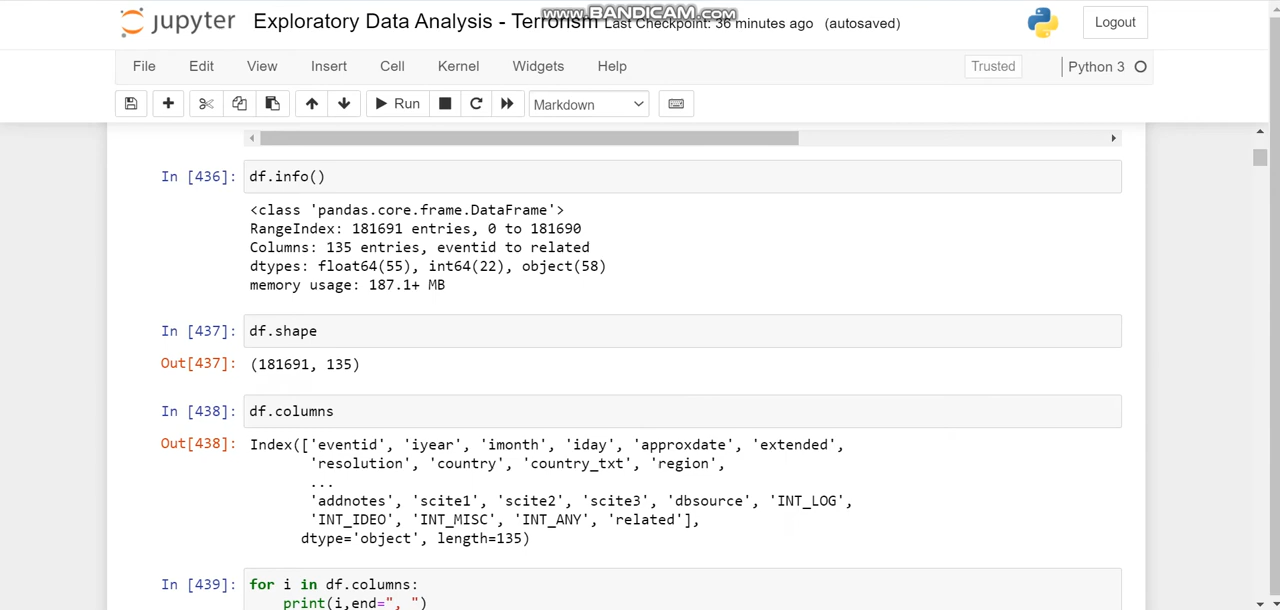 www.BANDICAM.com
jupyter Exploratory Data Analysis - Terrorism Last Checkpoint: 36 minutes ago (autosaved) Logout
File Edit View Insert Cell Kernel Widgets Help Trusted Python 3
Run Markdown
In [436]: df.info()
<class 'pandas.core.frame.DataFrame'>
RangeIndex: 181691 entries, 0 to 181690
Columns: 135 entries, eventid to related
dtypes: float64(55), int64(22), object(58)
memory usage: 187.1+ MB
In [437]: df.shape
Out[437]: (181691, 135)
In [438]: df.columns
Out[438]: Index(['eventid', 'iyear', 'imonth', 'iday', 'approxdate', 'extended',
'resolution', 'country', 'country_txt', 'region',
...
'addnotes', 'scite1', 'scite2', 'scite3', 'dbsource', 'INT_LOG',
'INT_IDEO', 'INT_MISC', 'INT_ANY', 'related'],
dtype='object', length=135)
In [439]: for i in df.columns:
print(i,end=", ")